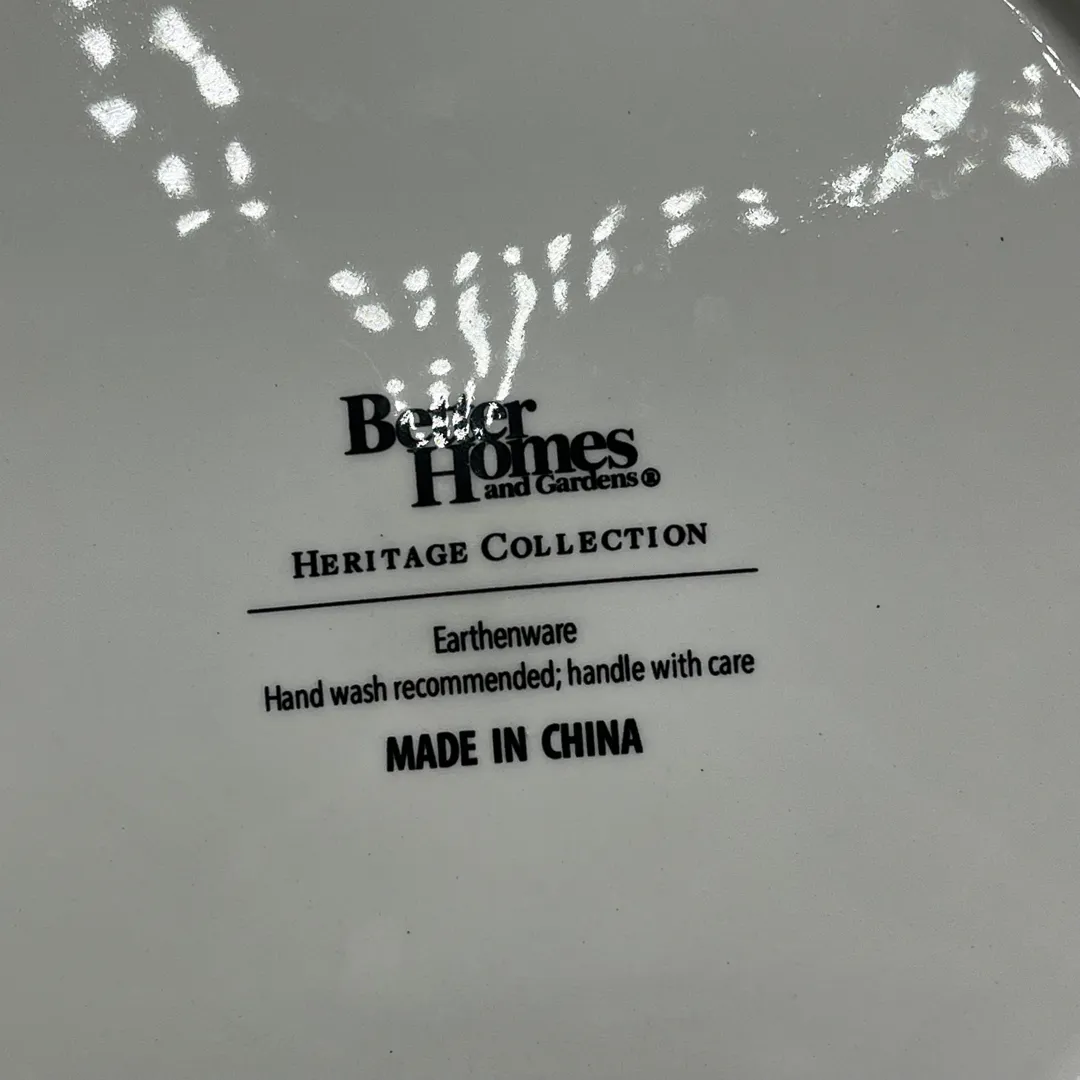 Better
Homes
and Gardens®
HERITAGE COLLECTION
Earthenware
Hand wash recommended; handle with care
MADE IN CHINA